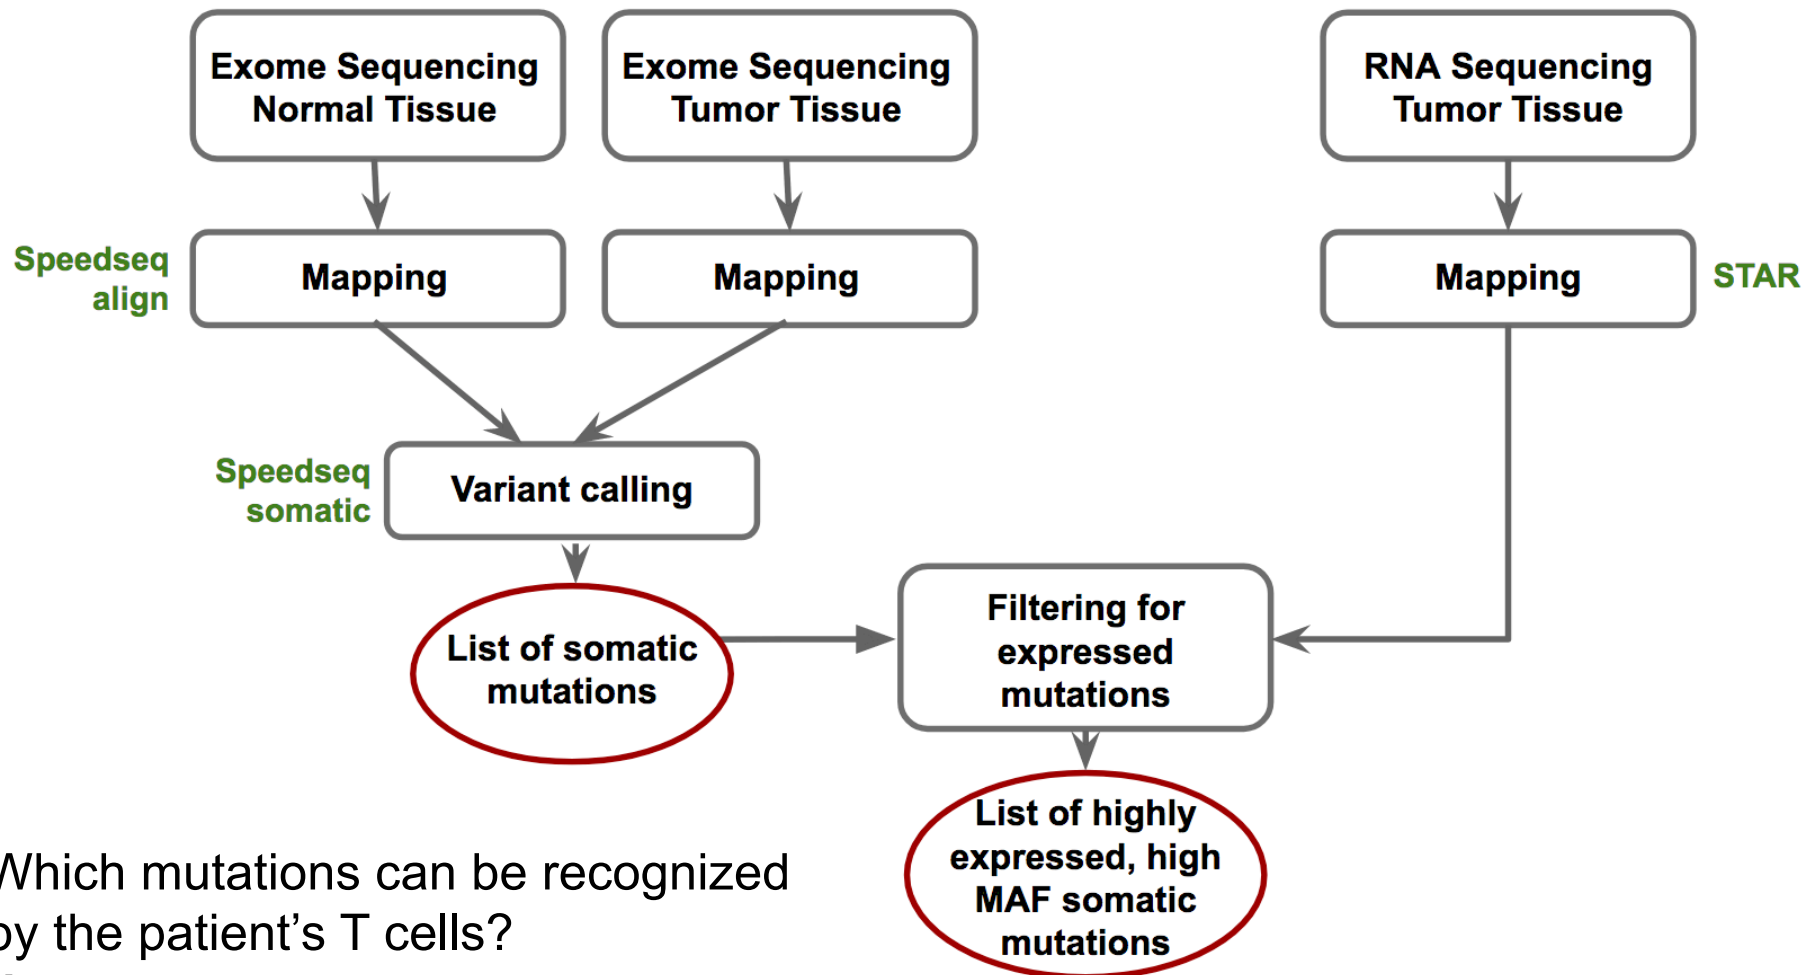 Exome Sequencing
Normal Tissue
Exome Sequencing
Tumor Tissue
RNA Sequencing
Tumor Tissue
Speedseq
align
Mapping
Mapping
Mapping
STAR
Speedseq
somatic
Variant calling
List of somatic
mutations
Filtering for
expressed
mutations
List of highly
expressed, high
MAF somatic
mutations
Which mutations can be recognized
by the patient’s T cells?